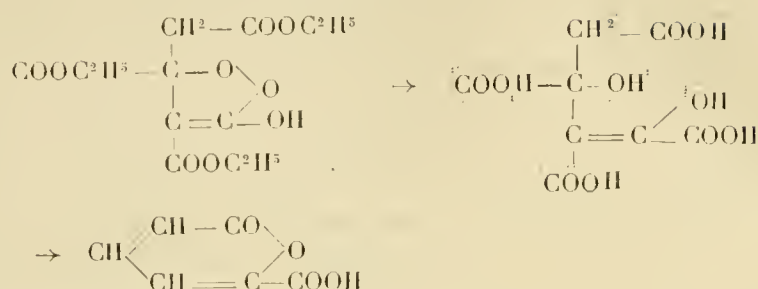 CH² — COOC²H⁵ CH² — COOH
COOC²H⁵ — C — O COOH — C — OH
O OH
C = C — OH C = C — COOH
COOC²H⁵ COOH
→
→ CH CH — CO
O
CH = C — COOH